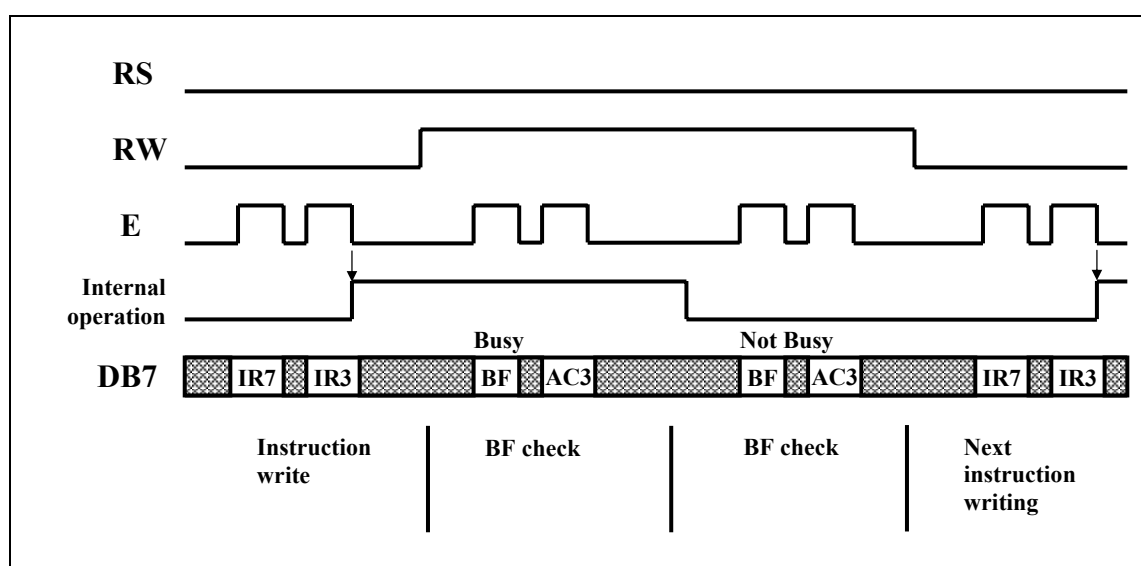 RS
RW
E
Internal
operation
Busy
Not Busy
DB7
IR7
IR3
BF
AC3
BF
AC3
IR7
IR3
Instruction
write
BF check
BF check
Next
instruction
writing